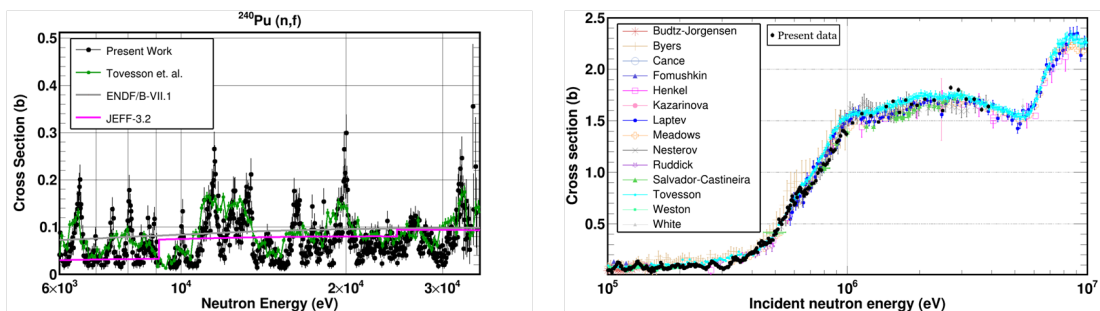 ²⁴⁰Pu (n,f)
0.5
0.4
0.3
0.2
0.1
0
Cross Section (b)
Present Work
Tovesson et. al.
ENDF/B-VII.1
JEFF-3.2
6×10³
10⁴
2×10⁴
3×10⁴
Neutron Energy (eV)
2.5
2.0
1.5
1.0
0.5
Cross section (b)
Budtz-Jorgensen
Byers
Cance
Fomushkin
Henkel
Kazarinova
Laptev
Meadows
Nesterov
Ruddick
Salvador-Castineira
Tovesson
Weston
White
Present data
10⁵
10⁶
10⁷
Incident neutron energy (eV)